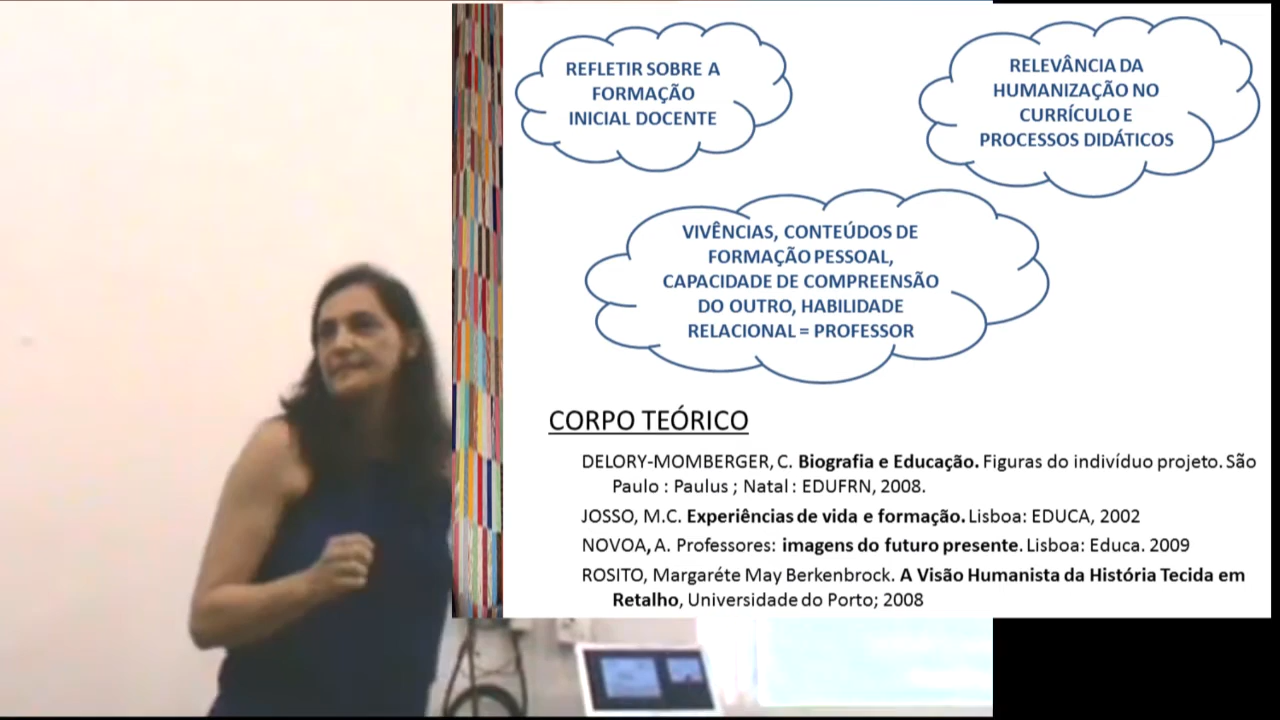 REFLETIR SOBRE A
FORMAÇÃO
INICIAL DOCENTE
RELEVÂNCIA DA
HUMANIZAÇÃO NO
CURRÍCULO E
PROCESSOS DIDÁTICOS
VIVÊNCIAS, CONTEÚDOS DE
FORMAÇÃO PESSOAL,
CAPACIDADE DE COMPREENSÃO
DO OUTRO, HABILIDADE
RELACIONAL = PROFESSOR
CORPO TEÓRICO
DELORY-MOMBERGER, C. Biografia e Educação. Figuras do indivíduo projeto. São
Paulo : Paulus ; Natal : EDUFRN, 2008.
JOSSO, M.C. Experiências de vida e formação. Lisboa: EDUCA, 2002
NOVOA, A. Professores: imagens do futuro presente. Lisboa: Educa. 2009
ROSITO, Margaréte May Berkenbrock. A Visão Humanista da História Tecida em
Retalho, Universidade do Porto; 2008